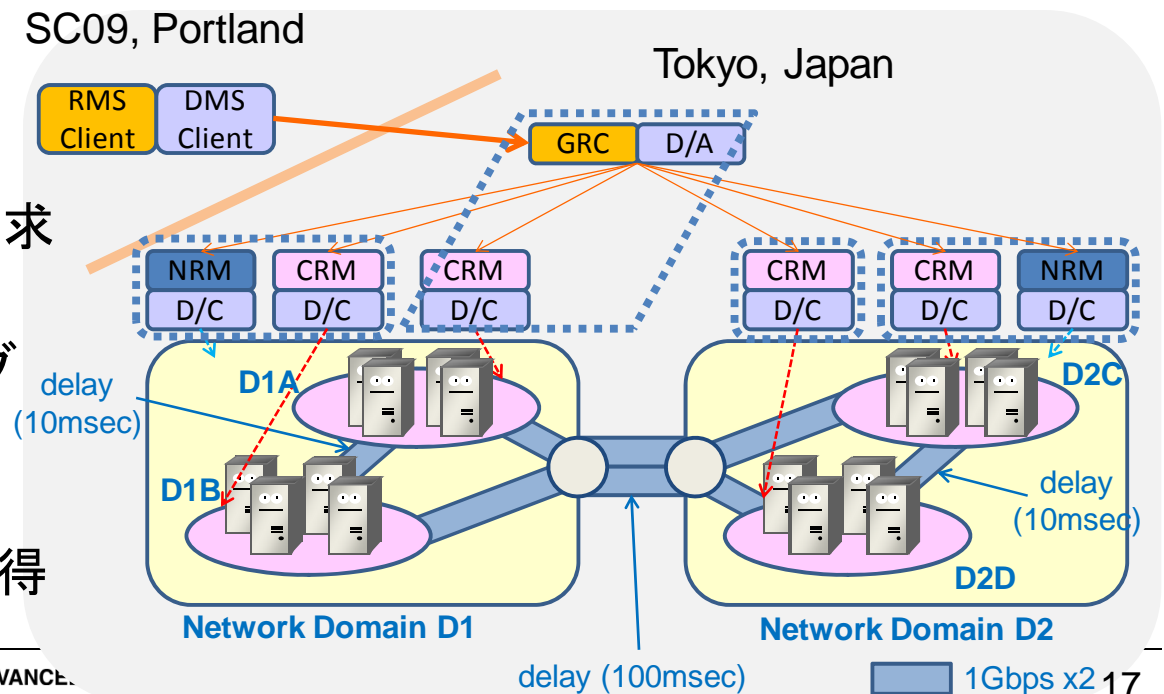 SC09, Portland
Tokyo, Japan
RMS Client
DMS Client
GRC
D/A
求
NRM
D/C
CRM
D/C
CRM
D/C
CRM
D/C
CRM
D/C
NRM
D/C
delay
(10msec)
D1A
D1B
D2C
delay
(10msec)
D2D
得
Network Domain D1
Network Domain D2
delay (100msec)
1Gbps x2
17